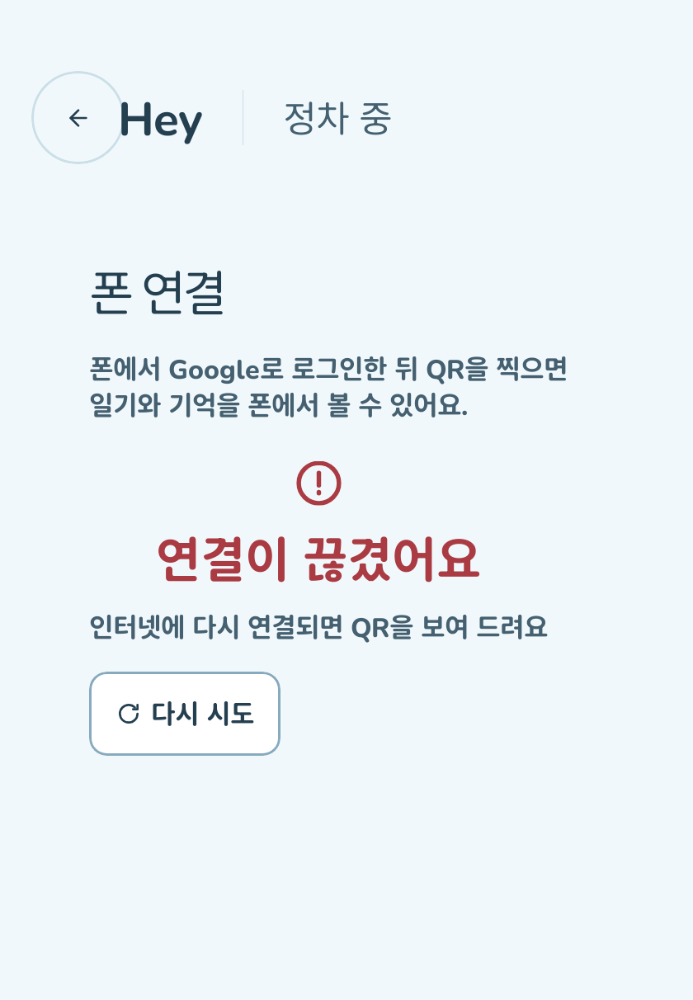 Hey 정차 중
폰 연결
폰에서 Google로 로그인한 뒤 QR을 찍으면
일기와 기억을 폰에서 볼 수 있어요.
연결이 끊겼어요
인터넷에 다시 연결되면 QR을 보여 드려요
다시 시도